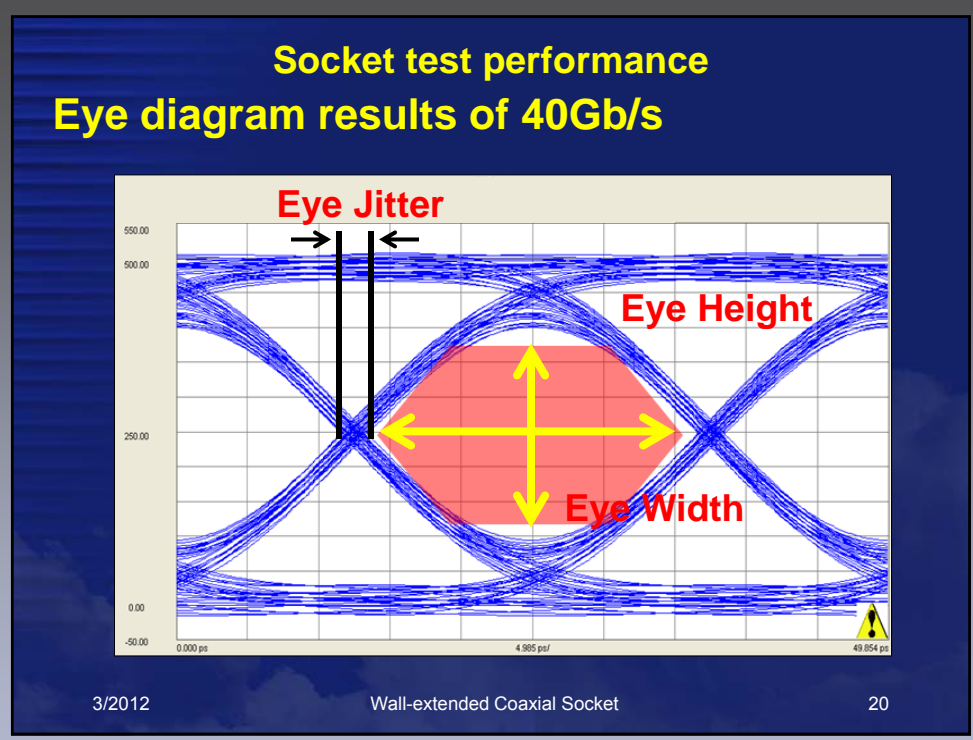 Socket test performance
Eye diagram results of 40Gb/s
Eye Jitter
550.00
500.00
Eye Height
250.00
Eye Width
0.00
-50.00
0.000 ps
4.985 ps/
49.854 ps
3/2012
Wall-extended Coaxial Socket
20